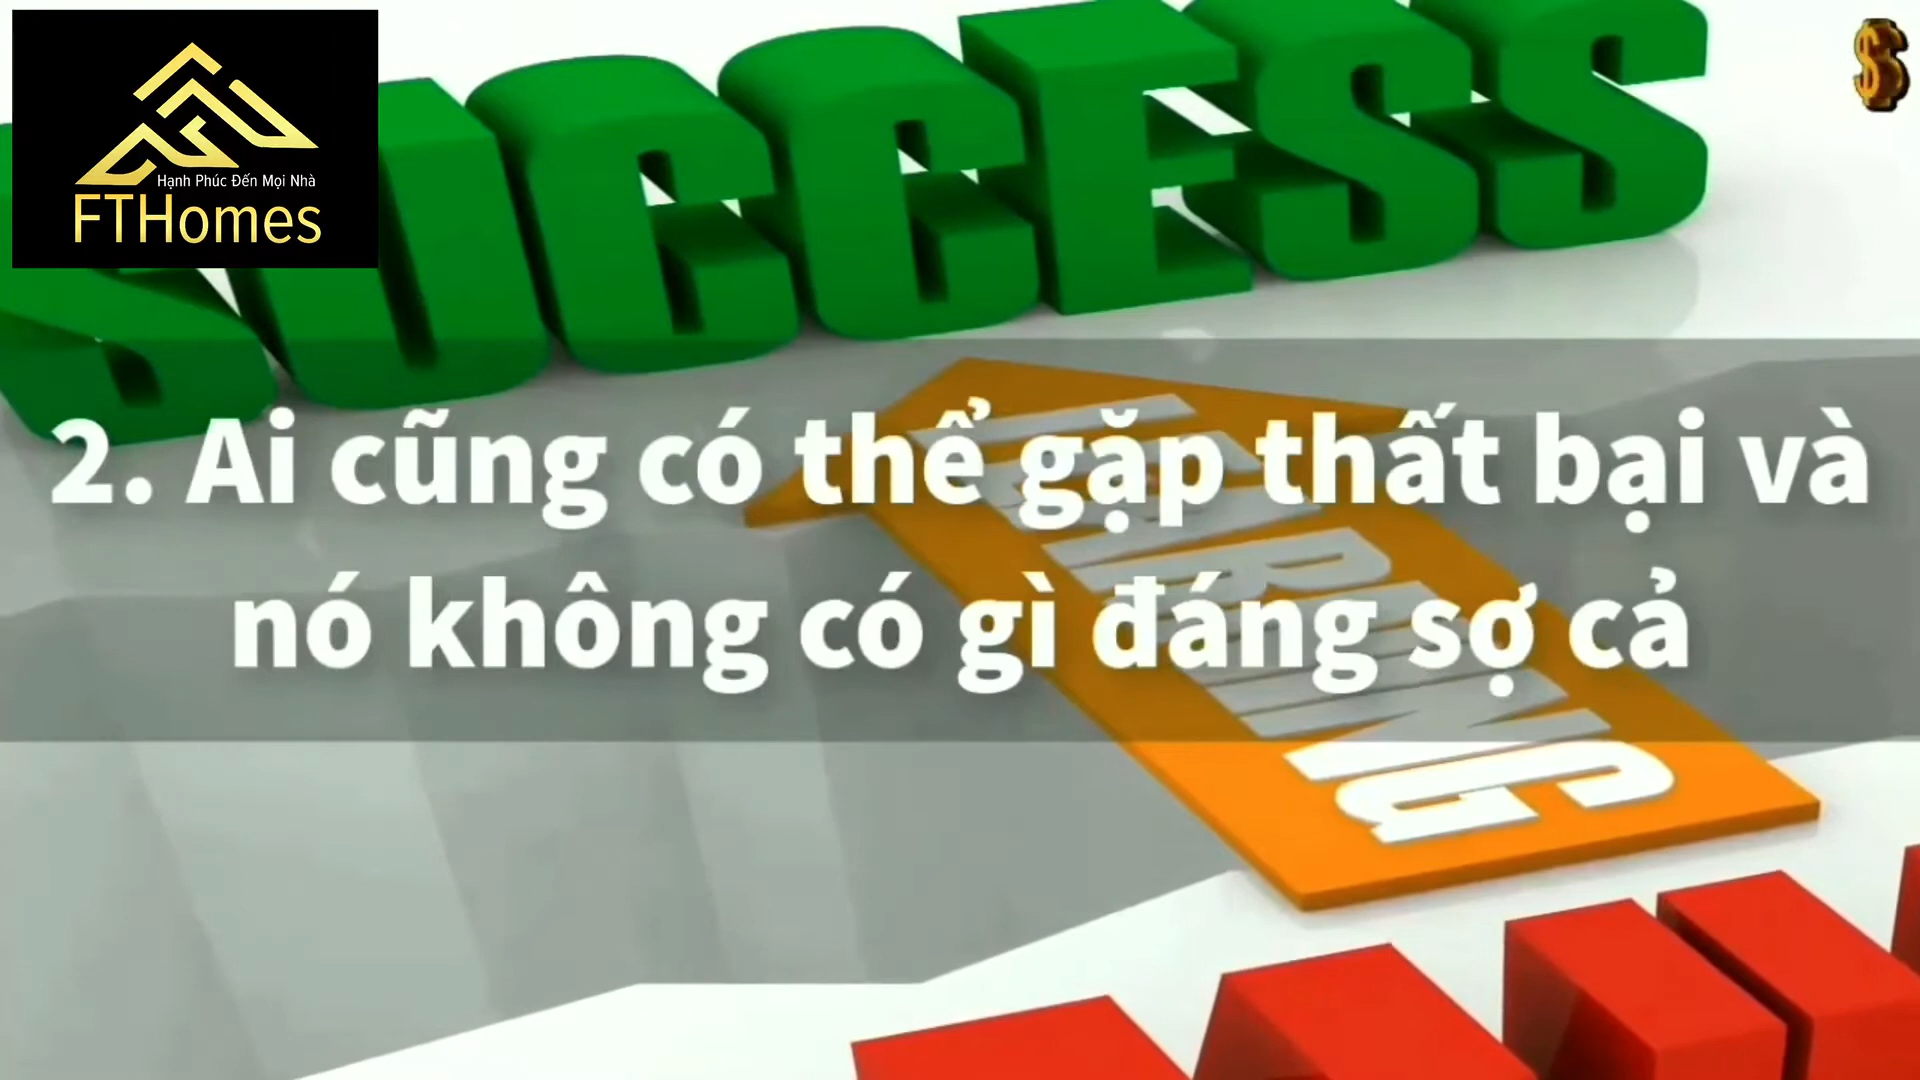 SUCCESS
Hạnh Phúc Đến Mọi Nhà
FTHomes
$
2. Ai cũng có thể gặp thất bại và
nó không có gì đáng sợ cả
LEARNING